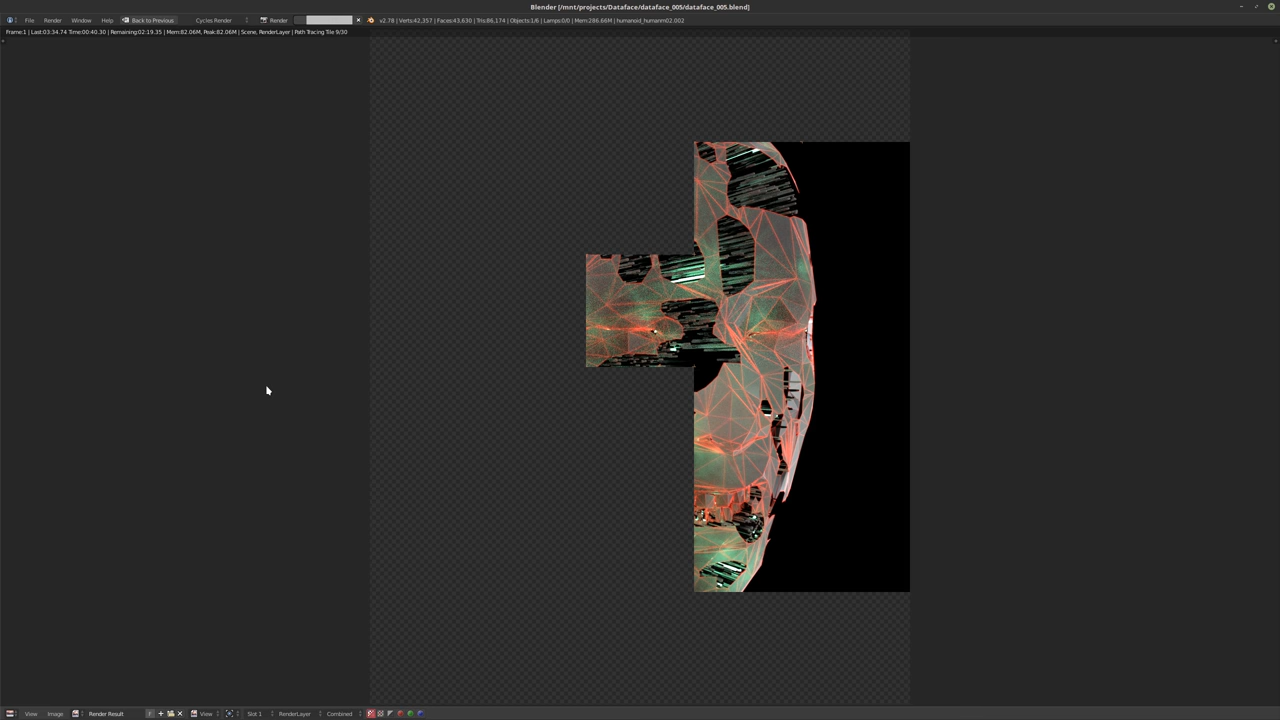 Blender [/mnt/projects/Dataface/dataface_005/dataface_005.blend]
File Render Window Help Back to Previous Cycles Render Render v2.78 | Verts:42,357 | Faces:43,630 | Tris:86,174 | Objects:1/6 | Lamps:0/0 | Mem:286.66M | humanoid_humanm02.002
Frame:1 | Last:03:34.74 Time:00:40.30 | Remaining:02:19.35 | Mem:82.06M, Peak:82.06M | Scene, RenderLayer | Path Tracing Tile 9/30
View Image Render Result F View Slot 1 RenderLayer Combined